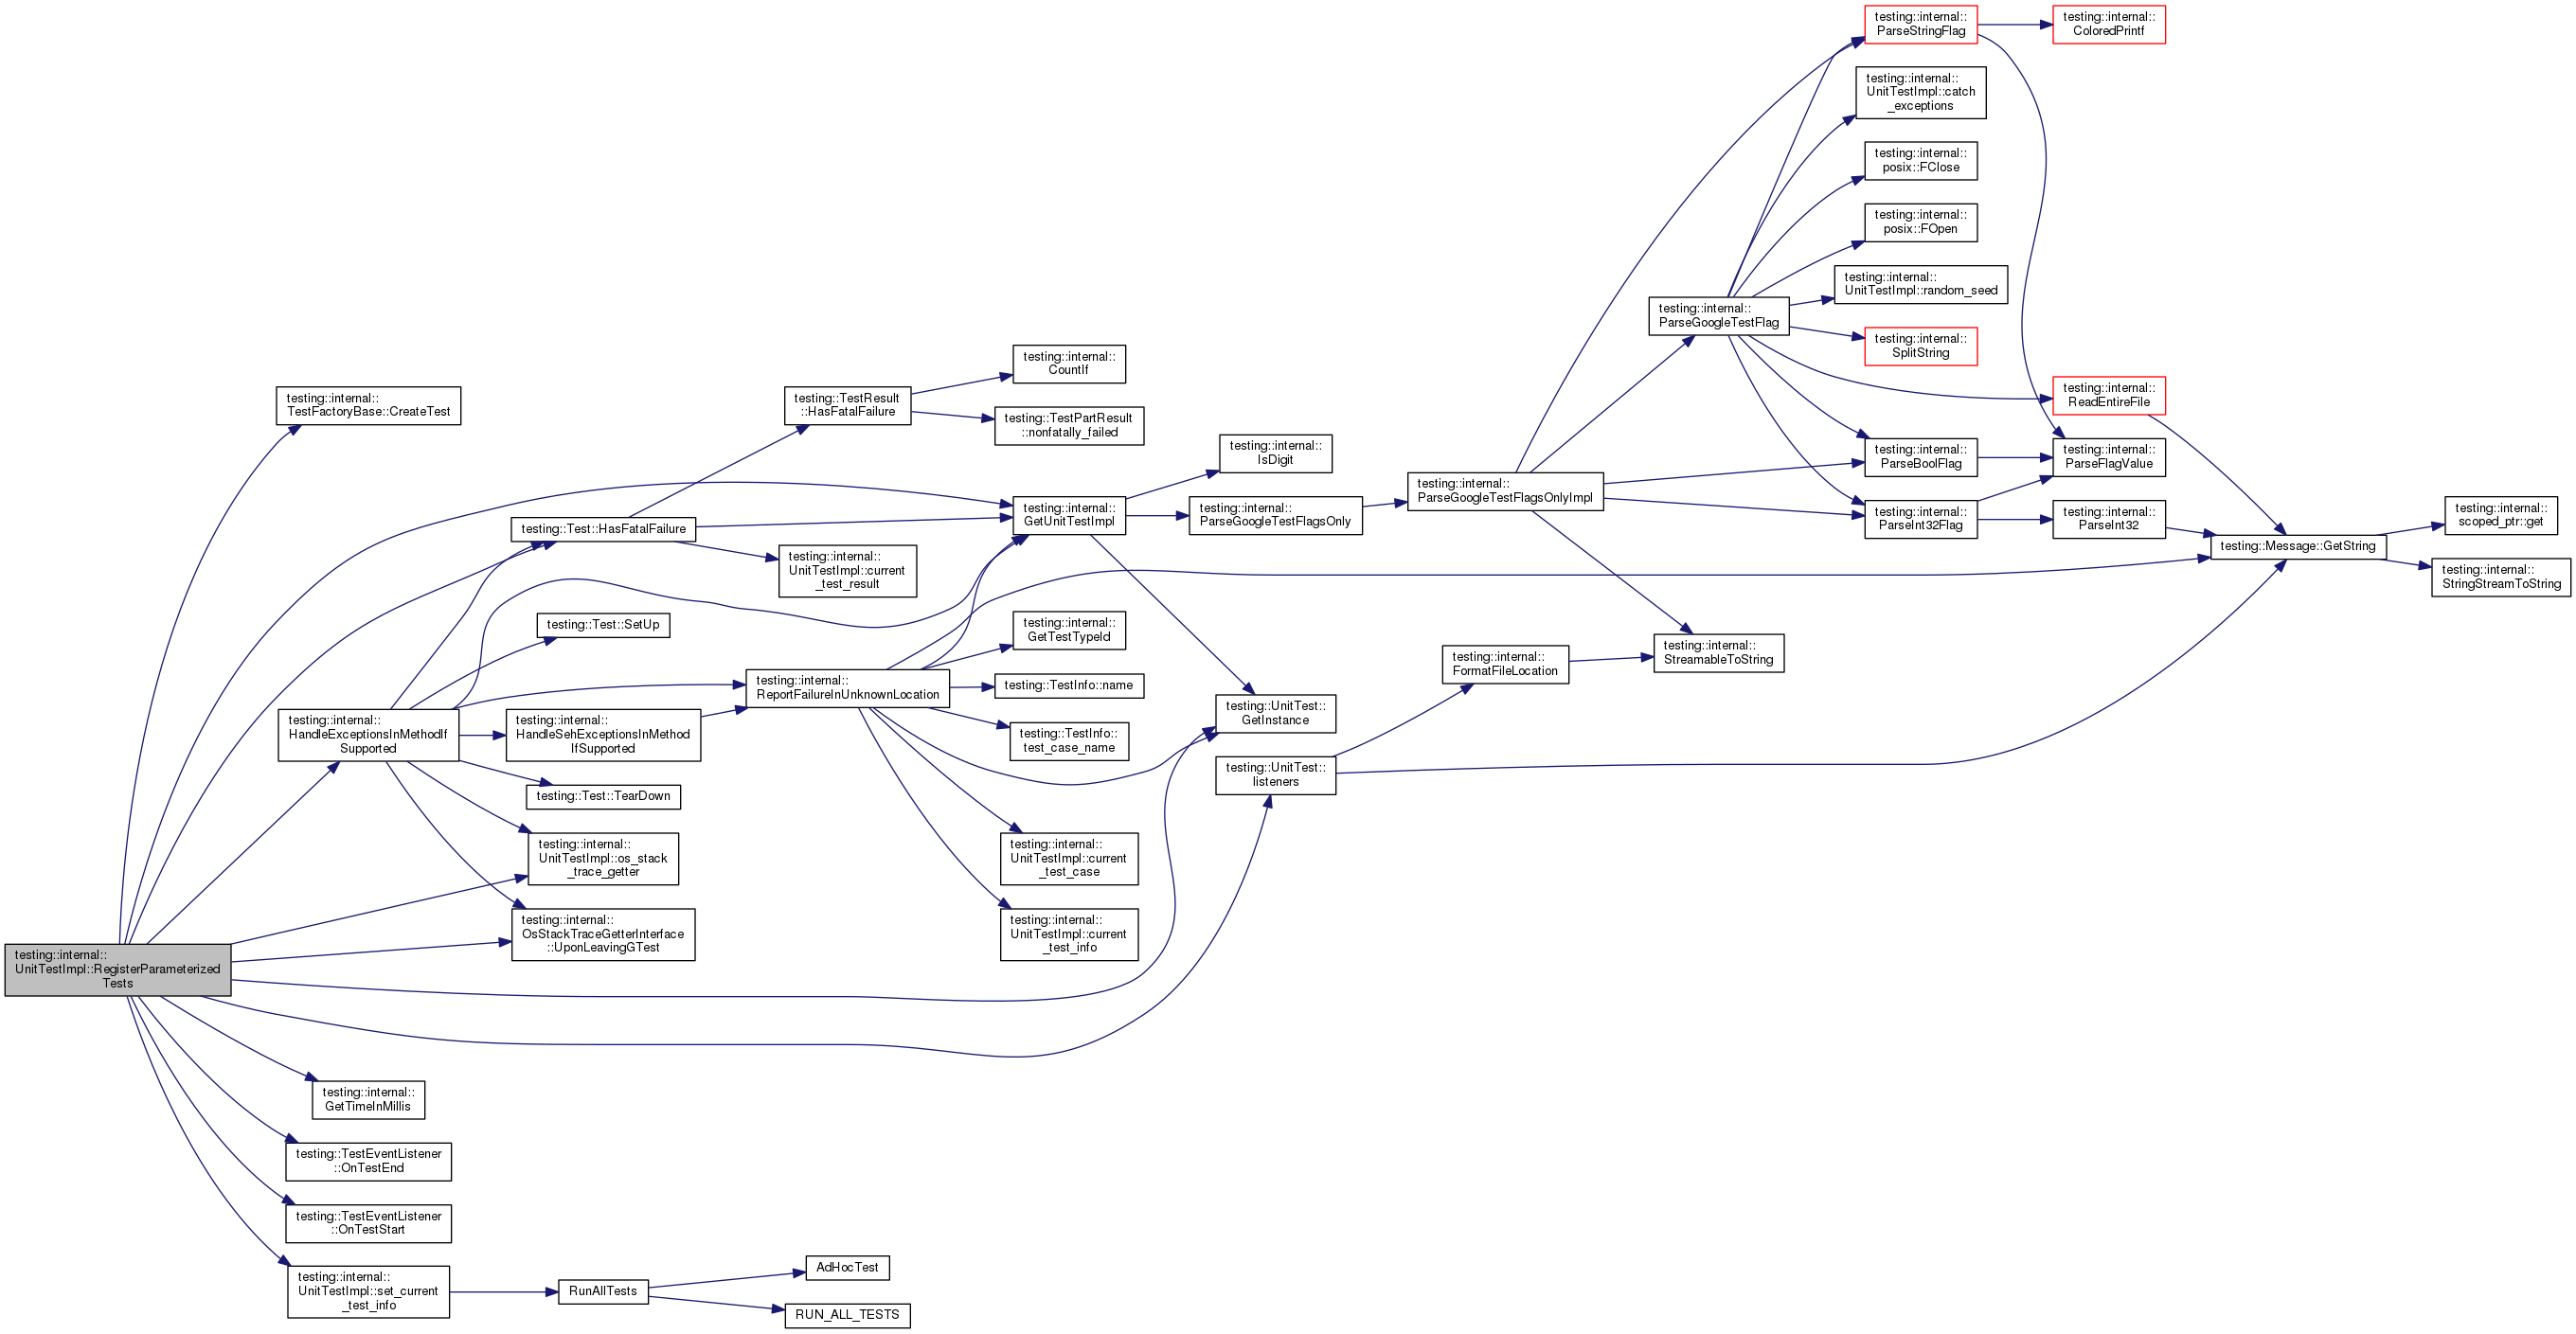 testing::internal::
UnitTestImpl::RegisterParameterized
Tests
testing::internal::
TestFactoryBase::CreateTest
testing::internal::
HandleExceptionsInMethodIf
Supported
testing::internal::
GetTimeInMillis
testing::TestEventListener
::OnTestEnd
testing::TestEventListener
::OnTestStart
testing::internal::
UnitTestImpl::set_current
_test_info
testing::Test::HasFatalFailure
testing::Test::SetUp
testing::internal::
HandleSehExceptionsInMethod
IfSupported
testing::Test::TearDown
testing::internal::
UnitTestImpl::os_stack
_trace_getter
testing::internal::
OsStackTraceGetterInterface
::UponLeavingGTest
RunAllTests
testing::TestResult
::HasFatalFailure
testing::internal::
UnitTestImpl::current
_test_result
testing::internal::
ReportFailureInUnknownLocation
AdHocTest
RUN_ALL_TESTS
testing::internal::
CountIf
testing::TestPartResult
::nonfatally_failed
testing::internal::
GetUnitTestImpl
testing::internal::
GetTestTypeId
testing::TestInfo::name
testing::TestInfo::
test_case_name
testing::internal::
UnitTestImpl::current
_test_case
testing::internal::
UnitTestImpl::current
_test_info
testing::internal::
IsDigit
testing::internal::
ParseGoogleTestFlagsOnly
testing::UnitTest::
GetInstance
testing::UnitTest::
listeners
testing::internal::
ParseGoogleTestFlagsOnlyImpl
testing::internal::
FormatFileLocation
testing::internal::
ParseGoogleTestFlag
testing::internal::
StreamableToString
testing::internal::
ParseStringFlag
testing::internal::
UnitTestImpl::catch
_exceptions
testing::internal::
posix::FClose
testing::internal::
posix::FOpen
testing::internal::
UnitTestImpl::random_seed
testing::internal::
SplitString
testing::internal::
ParseBoolFlag
testing::internal::
ParseInt32Flag
testing::internal::
ColoredPrintf
testing::internal::
ReadEntireFile
testing::internal::
ParseFlagValue
testing::internal::
ParseInt32
testing::Message::GetString
testing::internal::
scoped_ptr::get
testing::internal::
StringStreamToString